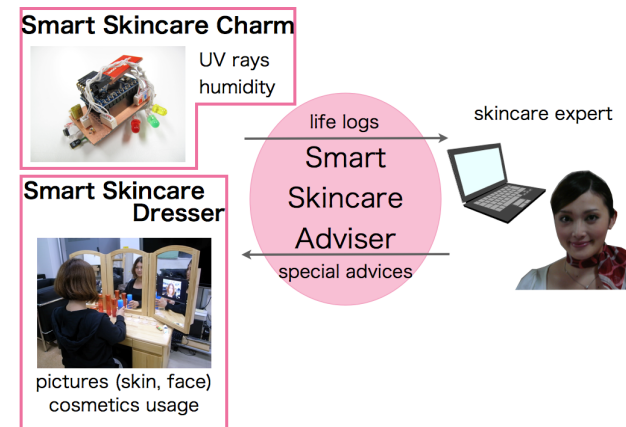 Smart Skincare Charm
UV rays
humidity
Smart Skincare
Dresser
pictures (skin, face)
cosmetics usage
life logs
Smart
Skincare
Adviser
special advices
skincare expert